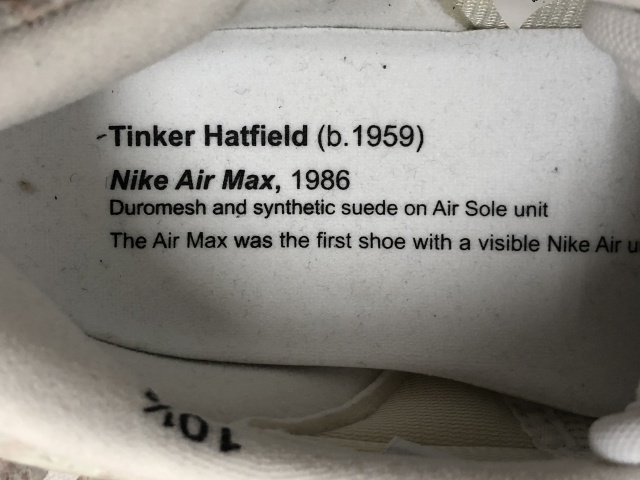 Tinker Hatfield (b.1959)
Nike Air Max, 1986
Duromesh and synthetic suede on Air Sole unit
The Air Max was the first shoe with a visible Nike Air
10½